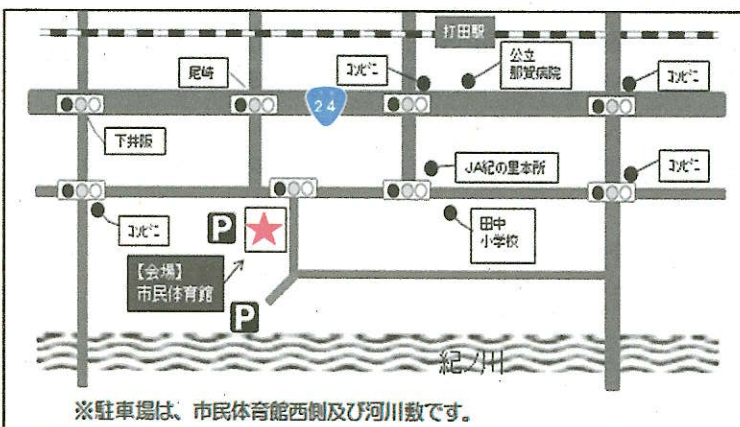 打田駅
公立
那賀病院
コンビニ
コンビニ
尾崎
24
下井阪
JA紀の里本所
コンビニ
コンビニ
P
田中
小学校
【会場】
市民体育館
P
紀ノ川
※駐車場は、市民体育館西側及び河川敷です。